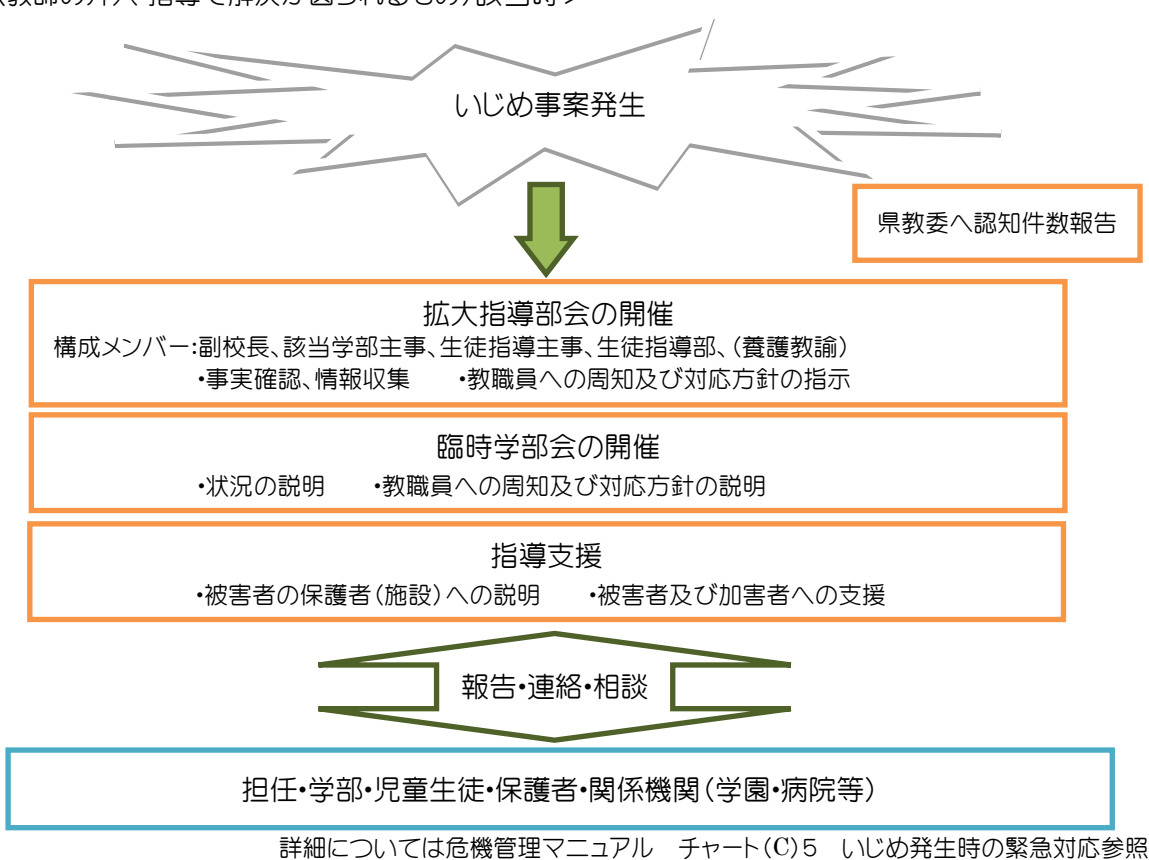 いじめ事案発生
県教委へ認知件数報告
拡大指導部会の開催
構成メンバー:副校長、該当学部主事、生徒指導主事、生徒指導部、(養護教諭)
・事実確認、情報収集　・教職員への周知及び対応方針の指示
臨時学部会の開催
・状況の説明　・教職員への周知及び対応方針の説明
指導支援
・被害者の保護者(施設)への説明　・被害者及び加害者への支援
報告・連絡・相談
担任・学部・児童生徒・保護者・関係機関(学園・病院等)
詳細については危機管理マニュアル　チャート(C)5　いじめ発生時の緊急対応参照